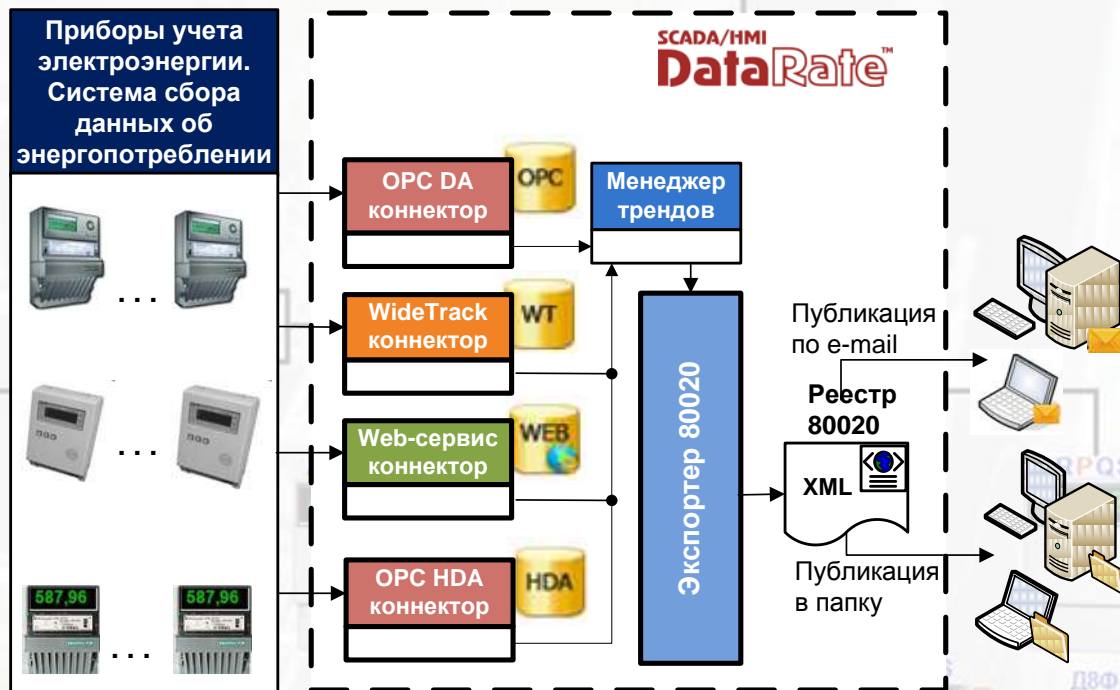 Приборы учета
электроэнергии.
Система сбора
данных об
энергопотреблении
. . .
. . .
587,96
587,96
. . .
SCADA/HMI
DataRate™
OPC DA
коннектор
OPC
WideTrack
коннектор
WT
Web-сервис
коннектор
WEB
OPC HDA
коннектор
HDA
Менеджер
трендов
Экспортер 80020
Реестр
80020
XML
Публикация
по e-mail
Публикация
в папку